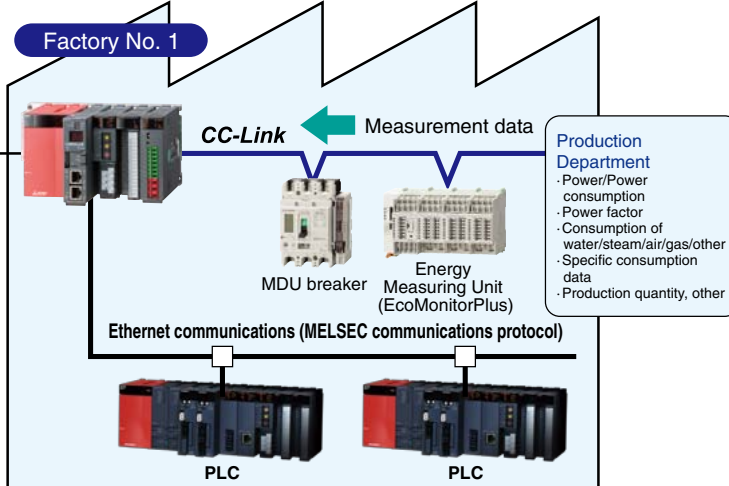 Factory No. 1
CC-Link
Measurement data
Production
Department
·Power/Power
consumption
·Power factor
·Consumption of
water/steam/air/gas/other
·Specific consumption
data
·Production quantity, other
MDU breaker
Energy
Measuring Unit
(EcoMonitorPlus)
Ethernet communications (MELSEC communications protocol)
PLC
PLC